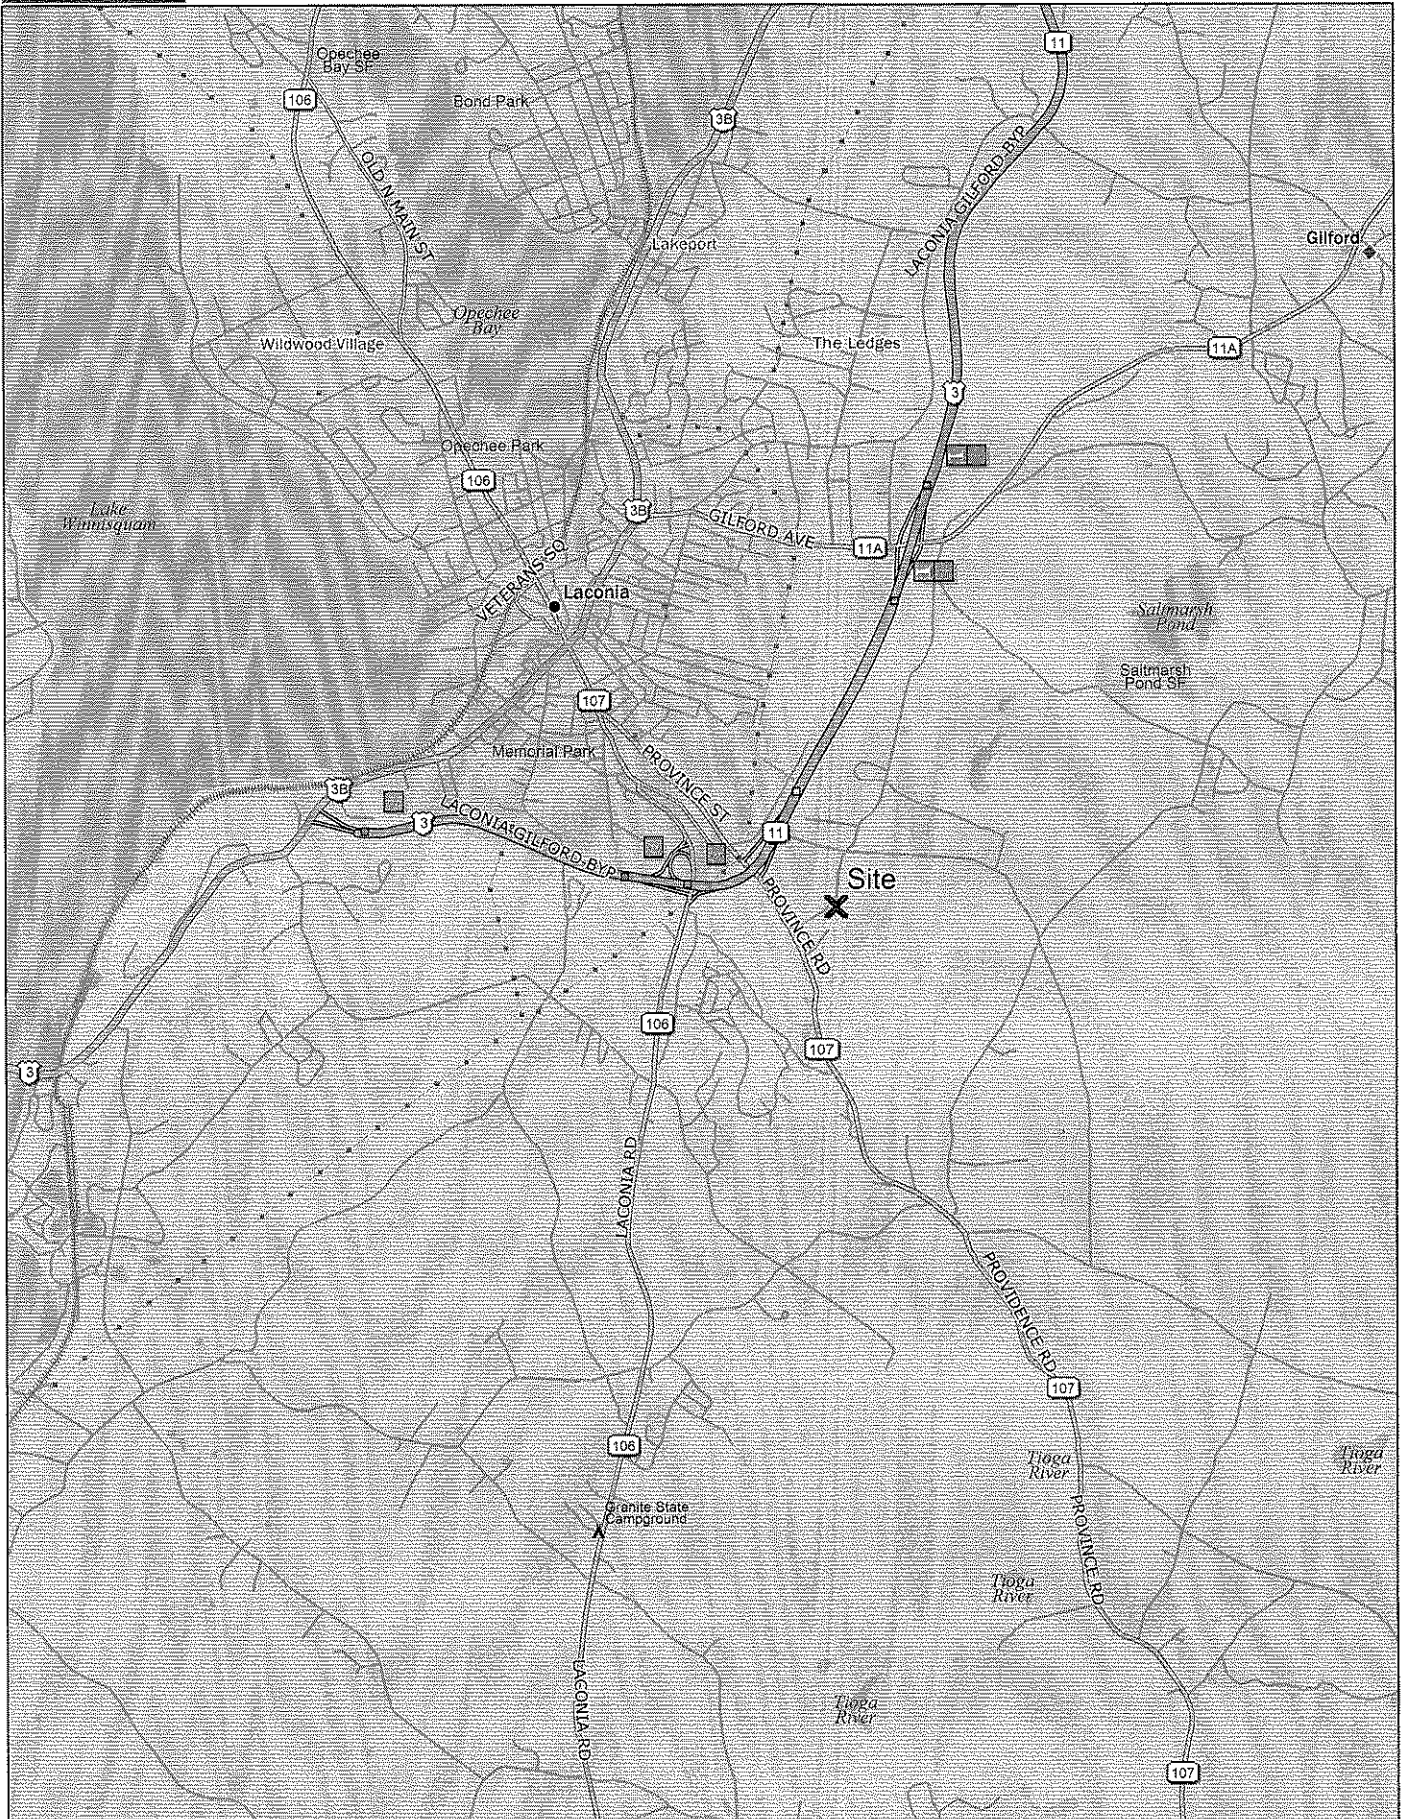 11
Opechee
Bay SF
106
Bond Park
3B
OLD N MAIN ST
LACONIA GILFORD BYP
Lakeport
Gilford
Opechee
Bay
Wildwood Village
The Ledges
11A
3
Opechee Park
106
Lake
Winnisquam
3B
GILFORD AVE
11A
VETERANS SQ
Laconia
Saltmarsh
Pond
Saltmarsh
Pond SF
107
Memorial Park
PROVINCE ST
3B
LACONIA GILFORD BYP
3
11
Site
PROVINCE RD
106
107
3
LACONIA RD
PROVIDENCE RD
107
106
Tioga
River
Tioga
River
Granite State
Campground
PROVINCE RD
Tioga
River
LACONIA RD
Tioga
River
107